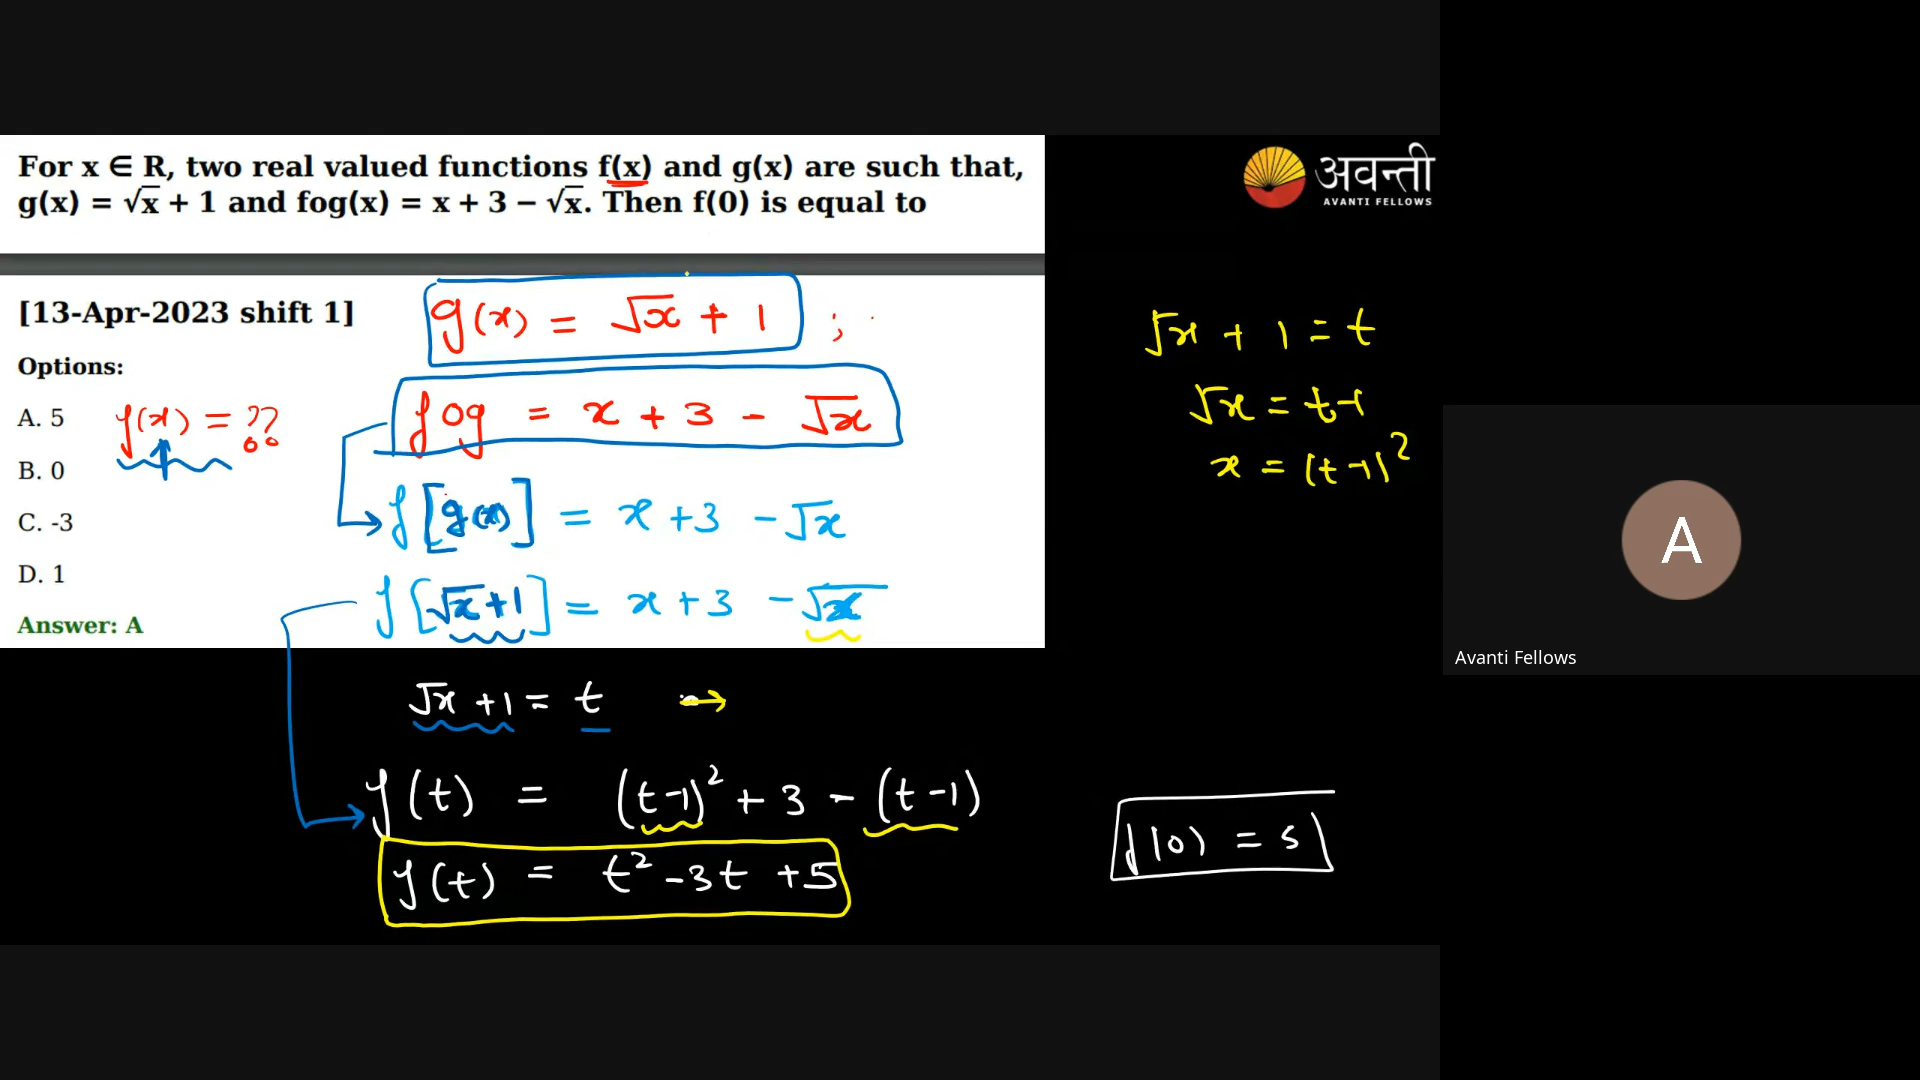 For x ∈ R, two real valued functions f(x) and g(x) are such that,
g(x) = √x + 1 and fog(x) = x + 3 − √x. Then f(0) is equal to
अवन्ती
AVANTI FELLOWS
[13-Apr-2023 shift 1]
g(x) = √x + 1 ;
Options:
A. 5
f(x) = ??
fog = x + 3 - √x
B. 0
C. -3
f[g(x)] = x + 3 - √x
D. 1
f[√x + 1] = x + 3 - √x
Answer: A
√x + 1 = t →
f(t) = (t-1)² + 3 - (t-1)
f(t) = t² - 3t + 5
√x + 1 = t
√x = t-1
x = (t-1)²
f(0) = 5
A
Avanti Fellows